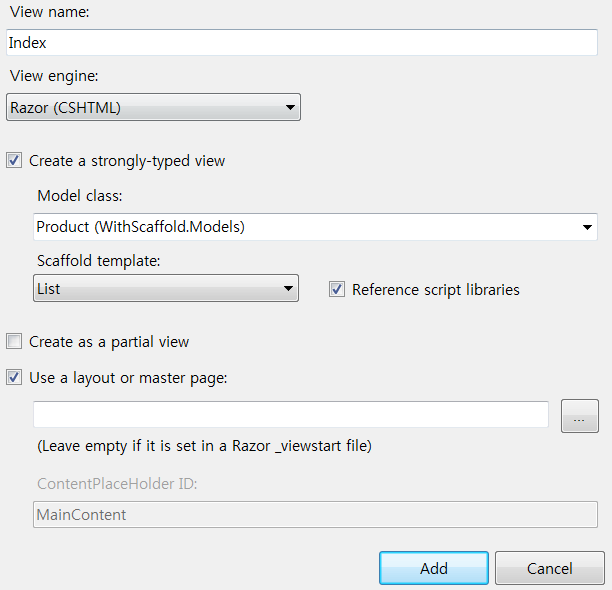 View name:
Index
View engine:
Razor (CSHTML)
Create a strongly-typed view
Model class:
Product (WithScaffold.Models)
Scaffold template:
List
Reference script libraries
Create as a partial view
Use a layout or master page:
...
(Leave empty if it is set in a Razor _viewstart file)
ContentPlaceHolder ID:
MainContent
Add
Cancel